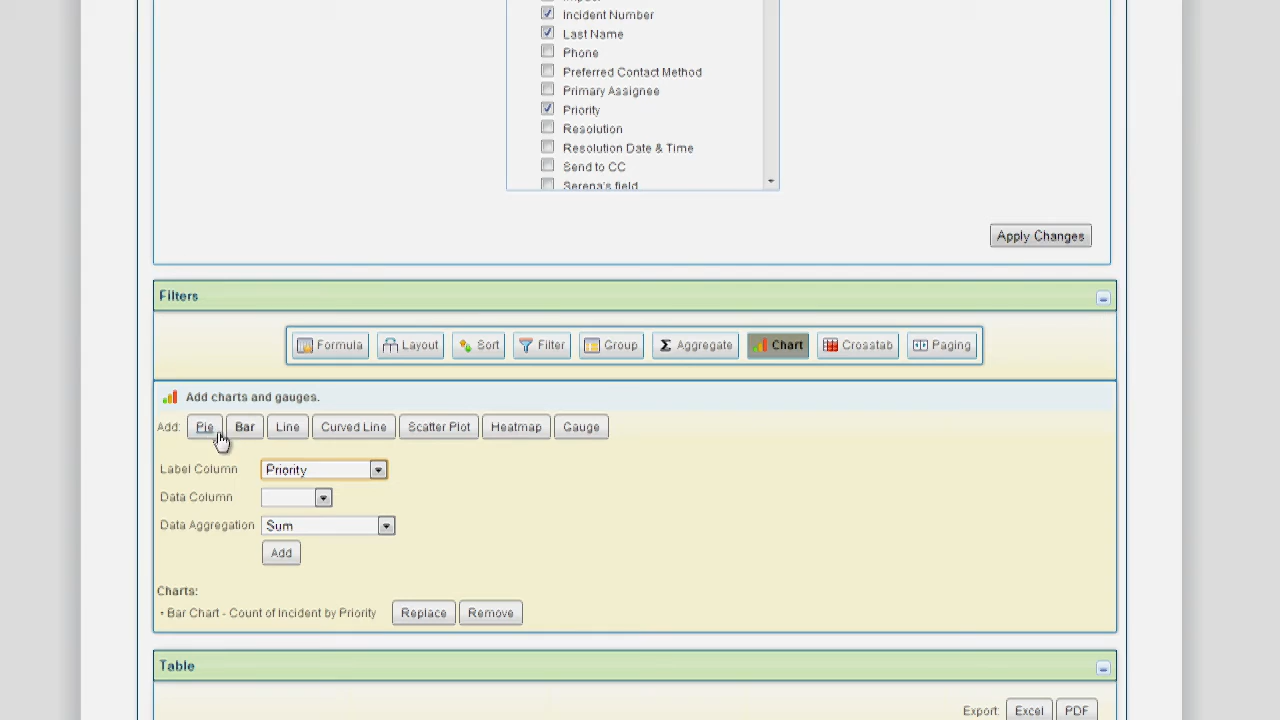 Incident Number
Last Name
Phone
Preferred Contact Method
Primary Assignee
Priority
Resolution
Resolution Date & Time
Send to CC
Serena's field
Apply Changes
Filters
Formula Layout Sort Filter Group Σ Aggregate Chart Crosstab Paging
Add charts and gauges.
Add: Pie Bar Line Curved Line Scatter Plot Heatmap Gauge
Label Column Priority
Data Column
Data Aggregation Sum
Add
Charts:
• Bar Chart - Count of Incident by Priority Replace Remove
Table
Export: Excel PDF